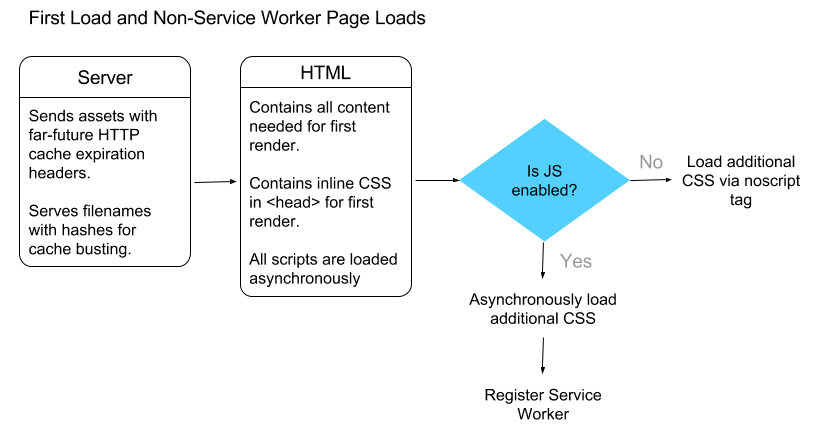 First Load and Non-Service Worker Page Loads
Server
Sends assets with
far-future HTTP
cache expiration
headers.
Serves filenames
with hashes for
cache busting.
HTML
Contains all content
needed for first
render.
Contains inline CSS
in <head> for first
render.
All scripts are loaded
asynchronously
Is JS
enabled?
No
Load additional
CSS via noscript
tag
Yes
Asynchronously load
additional CSS
Register Service
Worker